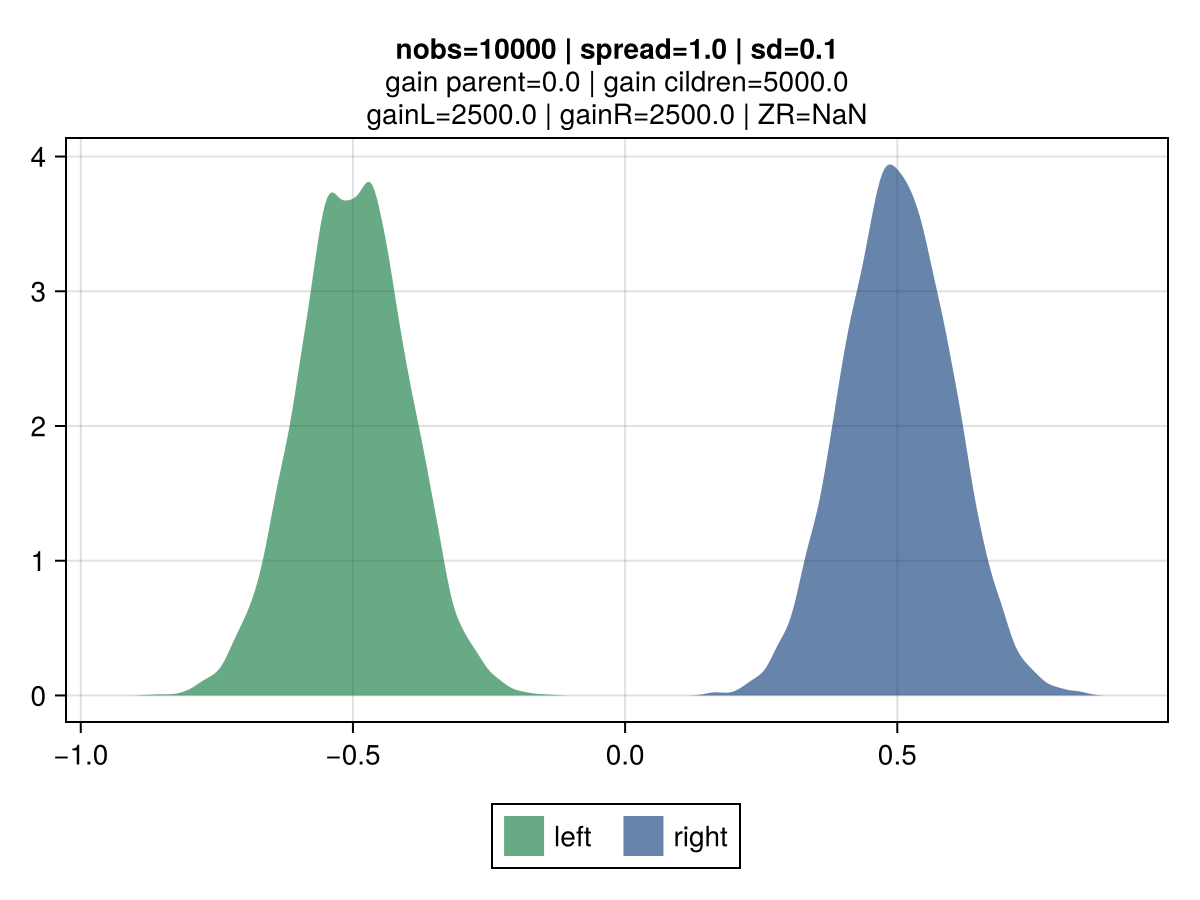 nobs=10000 | spread=1.0 | sd=0.1
gain parent=0.0 | gain cildren=5000.0
gainL=2500.0 | gainR=2500.0 | ZR=NaN
4
3
2
1
0
−1.0 −0.5 0.0 0.5
left right